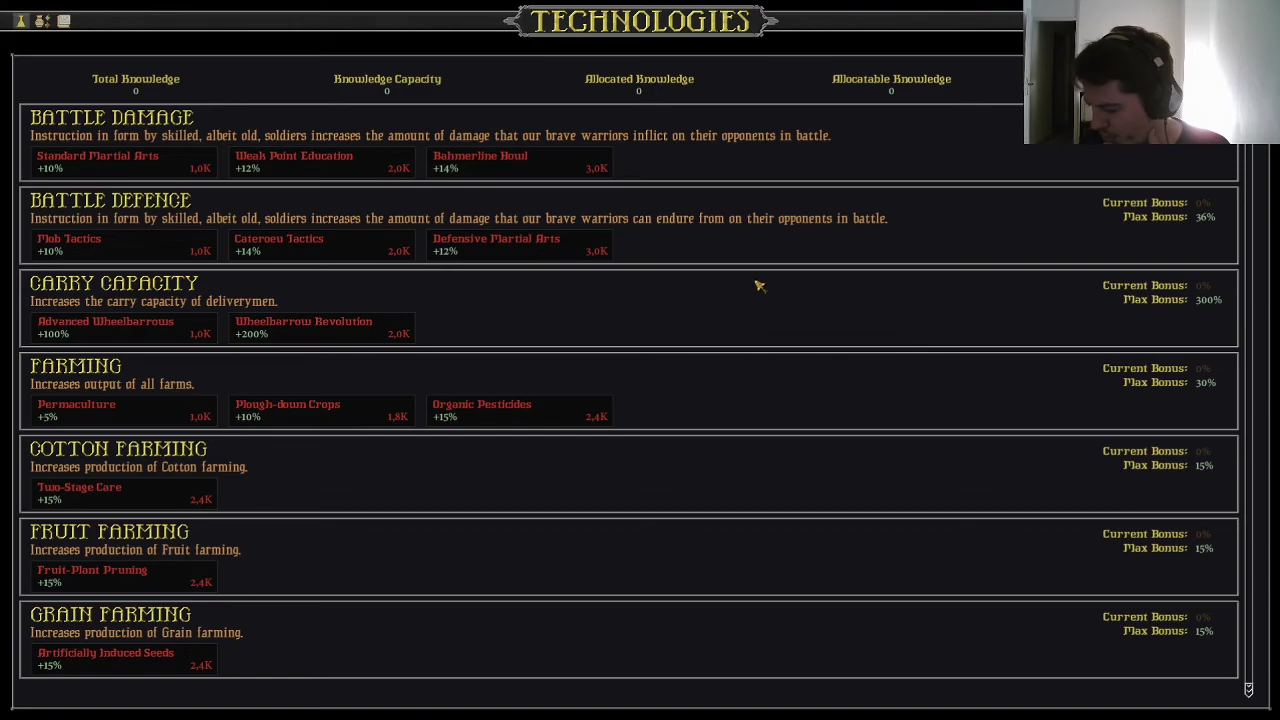 TECHNOLOGIES
Total Knowledge Knowledge Capacity Allocated Knowledge Allocatable Knowledge
0 0 0 0
BATTLE DAMAGE
Instruction in form by skilled, albeit old, soldiers increases the amount of damage that our brave warriors inflict on their opponents in battle.
Standard Martial Arts Weak Point Education Bahmerline Howl
+10% 1,0K +12% 2,0K +14% 3,0K
BATTLE DEFENCE Current Bonus: 0%
Instruction in form by skilled, albeit old, soldiers increases the amount of damage that our brave warriors can endure from on their opponents in battle. Max Bonus: 36%
Mob Tactics Cateroeu Tactics Defensive Martial Arts
+10% 1,0K +14% 2,0K +12% 3,0K
CARRY CAPACITY Current Bonus: 0%
Increases the carry capacity of deliverymen. Max Bonus: 300%
Advanced Wheelbarrows Wheelbarrow Revolution
+100% 1,0K +200% 2,0K
FARMING Current Bonus: 0%
Increases output of all farms. Max Bonus: 30%
Permaculture Plough-down Crops Organic Pesticides
+5% 1,0K +10% 1,8K +15% 2,4K
COTTON FARMING Current Bonus: 0%
Increases production of Cotton farming. Max Bonus: 15%
Two-Stage Care
+15% 2,4K
FRUIT FARMING Current Bonus: 0%
Increases production of Fruit farming. Max Bonus: 15%
Fruit-Plant Pruning
+15% 2,4K
GRAIN FARMING Current Bonus: 0%
Increases production of Grain farming. Max Bonus: 15%
Artificially Induced Seeds
+15% 2,4K